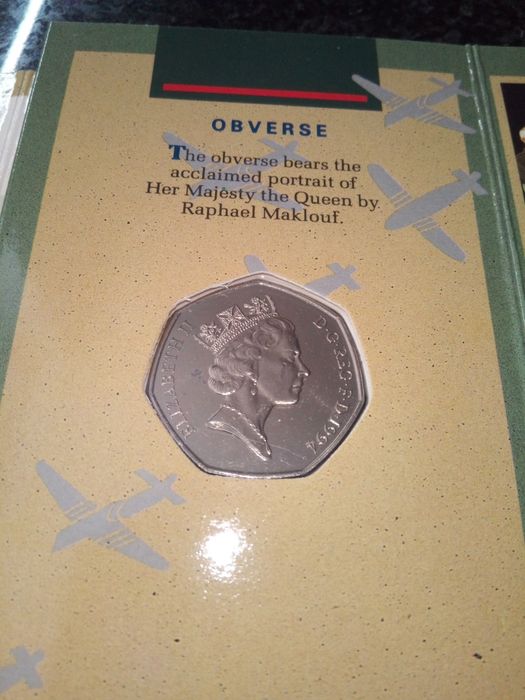 OBVERSE
The obverse bears the
acclaimed portrait of
Her Majesty the Queen by
Raphael Maklouf.
ELIZABETH II
D·G·REG·F·D·1994